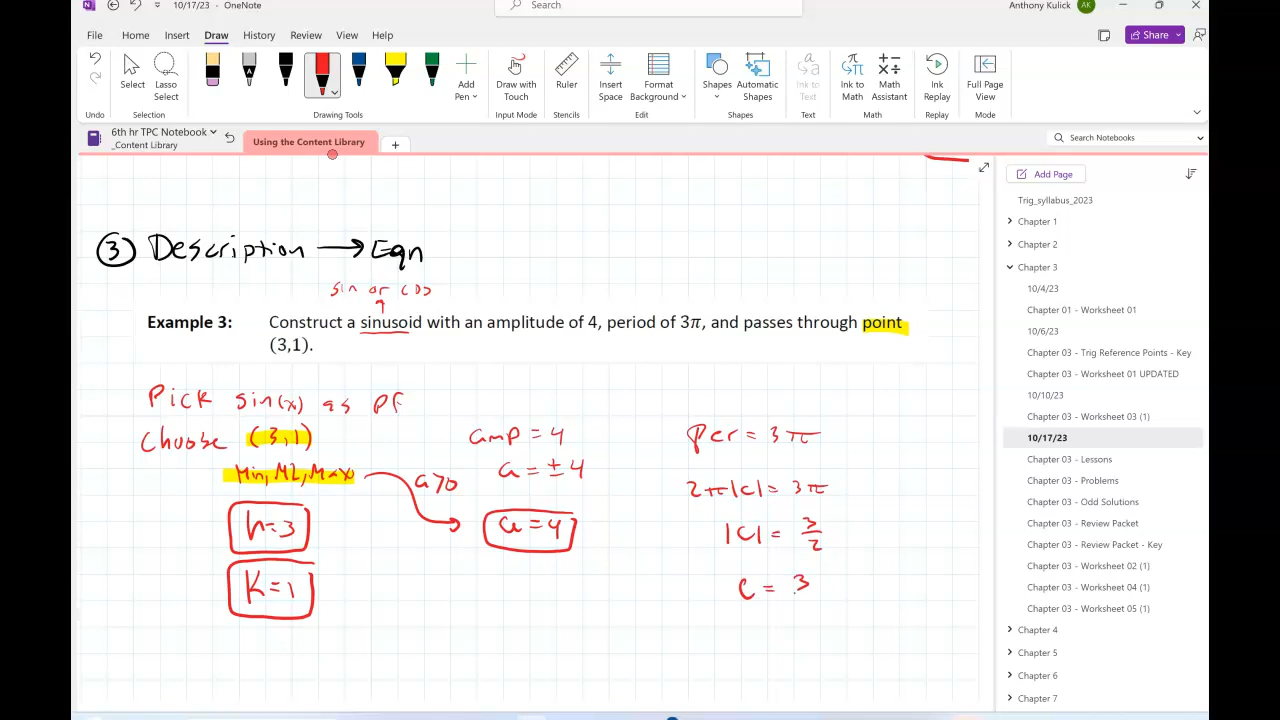 10/17/23 - OneNote
Search
Anthony Kulick
AK
File Home Insert Draw History Review View Help
Share
Select
Lasso Select
Add Pen
Draw with Touch
Ruler
Insert Space
Format Background
Shapes
Automatic Shapes
Ink to Text
Ink to Math
Math Assistant
Ink Replay
Full Page View
Undo
Drawing Tools
Input Mode
Stencils
Edit
Shapes
Text
Math
Replay
Mode
6th hr TPC Notebook
_Content Library
Using the Content Library
Search Notebooks
Add Page
Trig_syllabus_2023
Chapter 1
Chapter 2
Chapter 3
10/4/23
Chapter 01 - Worksheet 01
10/6/23
Chapter 03 - Trig Reference Points - Key
Chapter 03 - Worksheet 01 UPDATED
10/10/23
Chapter 03 - Worksheet 03 (1)
10/17/23
Chapter 03 - Lessons
Chapter 03 - Problems
Chapter 03 - Odd Solutions
Chapter 03 - Review Packet
Chapter 03 - Review Packet - Key
Chapter 03 - Worksheet 02 (1)
Chapter 03 - Worksheet 04 (1)
Chapter 03 - Worksheet 05 (1)
Chapter 4
Chapter 5
Chapter 6
Chapter 7
③ Description → Eqn
sin or cos
Example 3: Construct a sinusoid with an amplitude of 4, period of 3π, and passes through point
(3,1).
Pick sin(x) as PF
Choose (3,1)
Min, ML, Max
h=3
K=1
amp = 4
a = ±4
a>0
a=4
per = 3π
2π|c| = 3π
|c| = 3/2
c = 3